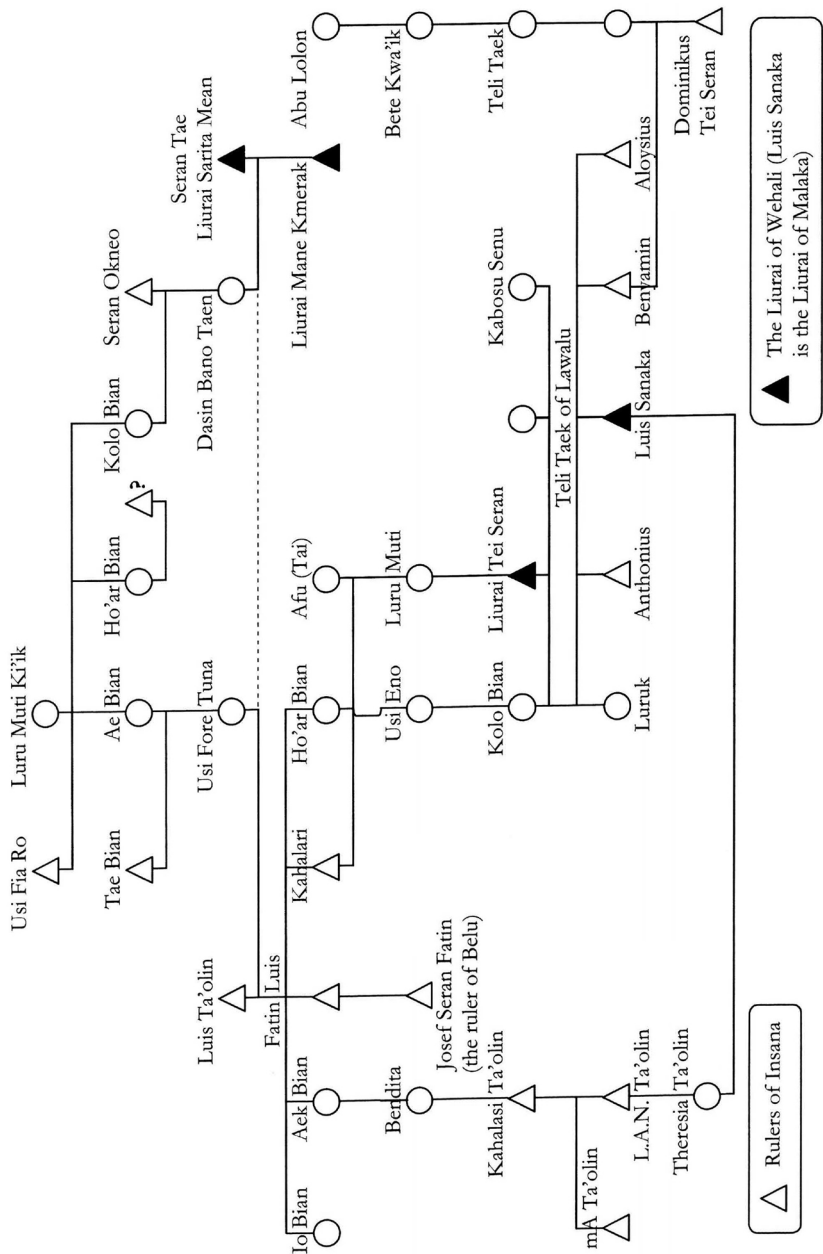 Usi Fia Ro
Luru Muti Ki'ik
Tae Bian
Ae Bian
Ho'ar Bian
?
Kolo Bian
Seran Okneo
Seran Tae
Liurai Sarita Mean
Luis Ta'olin
Usi Fore Tuna
Dasin Bano Taen
Fatin Luis
Io Bian
Aek Bian
Kahalari
Ho'ar Bian
Afu (Tai)
Liurai Mane Kmerak
Abu Lolon
Bendita
Josef Seran Fatin
(the ruler of Belu)
Usi Eno
Luru Muti
Bete Kwa'ik
Kahalasi Ta'olin
Kolo Bian
Liurai Tei Seran
Kabosu Senu
Teli Taek
Teli Taek of Lawalu
mA Ta'olin
L.A.N. Ta'olin
Luruk
Anthonius
Luis Sanaka
Benyamin
Aloysius
Theresia Ta'olin
Dominikus
Tei Seran
Rulers of Insana
The Liurai of Wehali (Luis Sanaka
is the Liurai of Malaka)